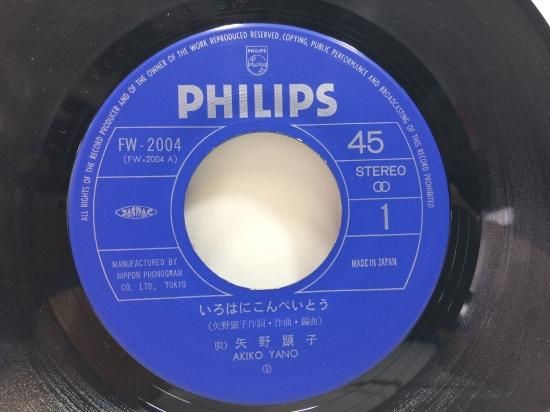 ALL RIGHTS OF THE RECORD PRODUCER AND OF THE OWNER OF THE WORK REPRODUCED RESERVED. COPYING, PUBLIC PERFORMANCE AND BROADCASTING OF THIS RECORD PROHIBITED
PHILIPS
PHILIPS
FW-2004
(FW-2004 A)
45
STEREO
JASRAC
1
MANUFACTURED BY
NIPPON PHONOGRAM
CO., LTD., TOKYO
MADE IN JAPAN
いろはにこんぺいとう
(矢野顕子作詞・作曲・編曲)
唄) 矢野顕子
AKIKO YANO
①